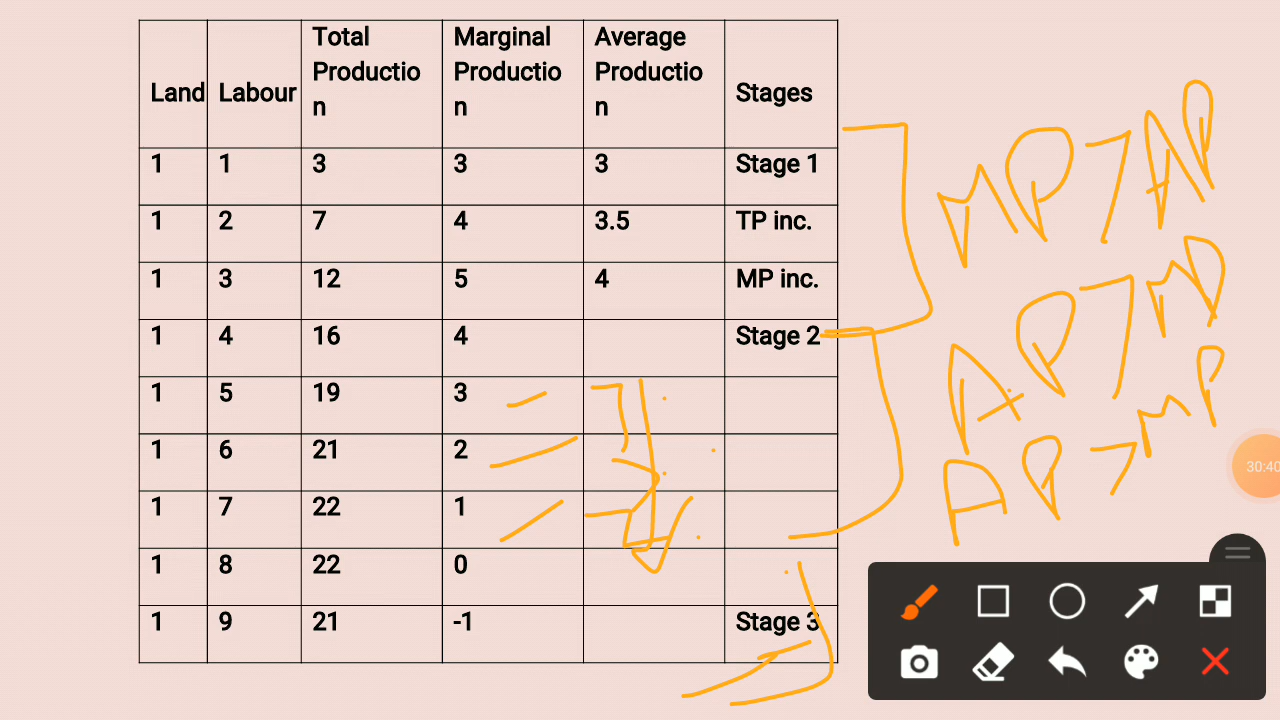 Land Labour Total Productio n Marginal Productio n Average Productio n Stages
1 1 3 3 3 Stage 1
1 2 7 4 3.5 TP inc.
1 3 12 5 4 MP inc.
1 4 16 4 Stage 2
1 5 19 3
1 6 21 2
1 7 22 1
1 8 22 0
1 9 21 -1 Stage 3
MP > AP
AP > MP
AP > MP
30:40